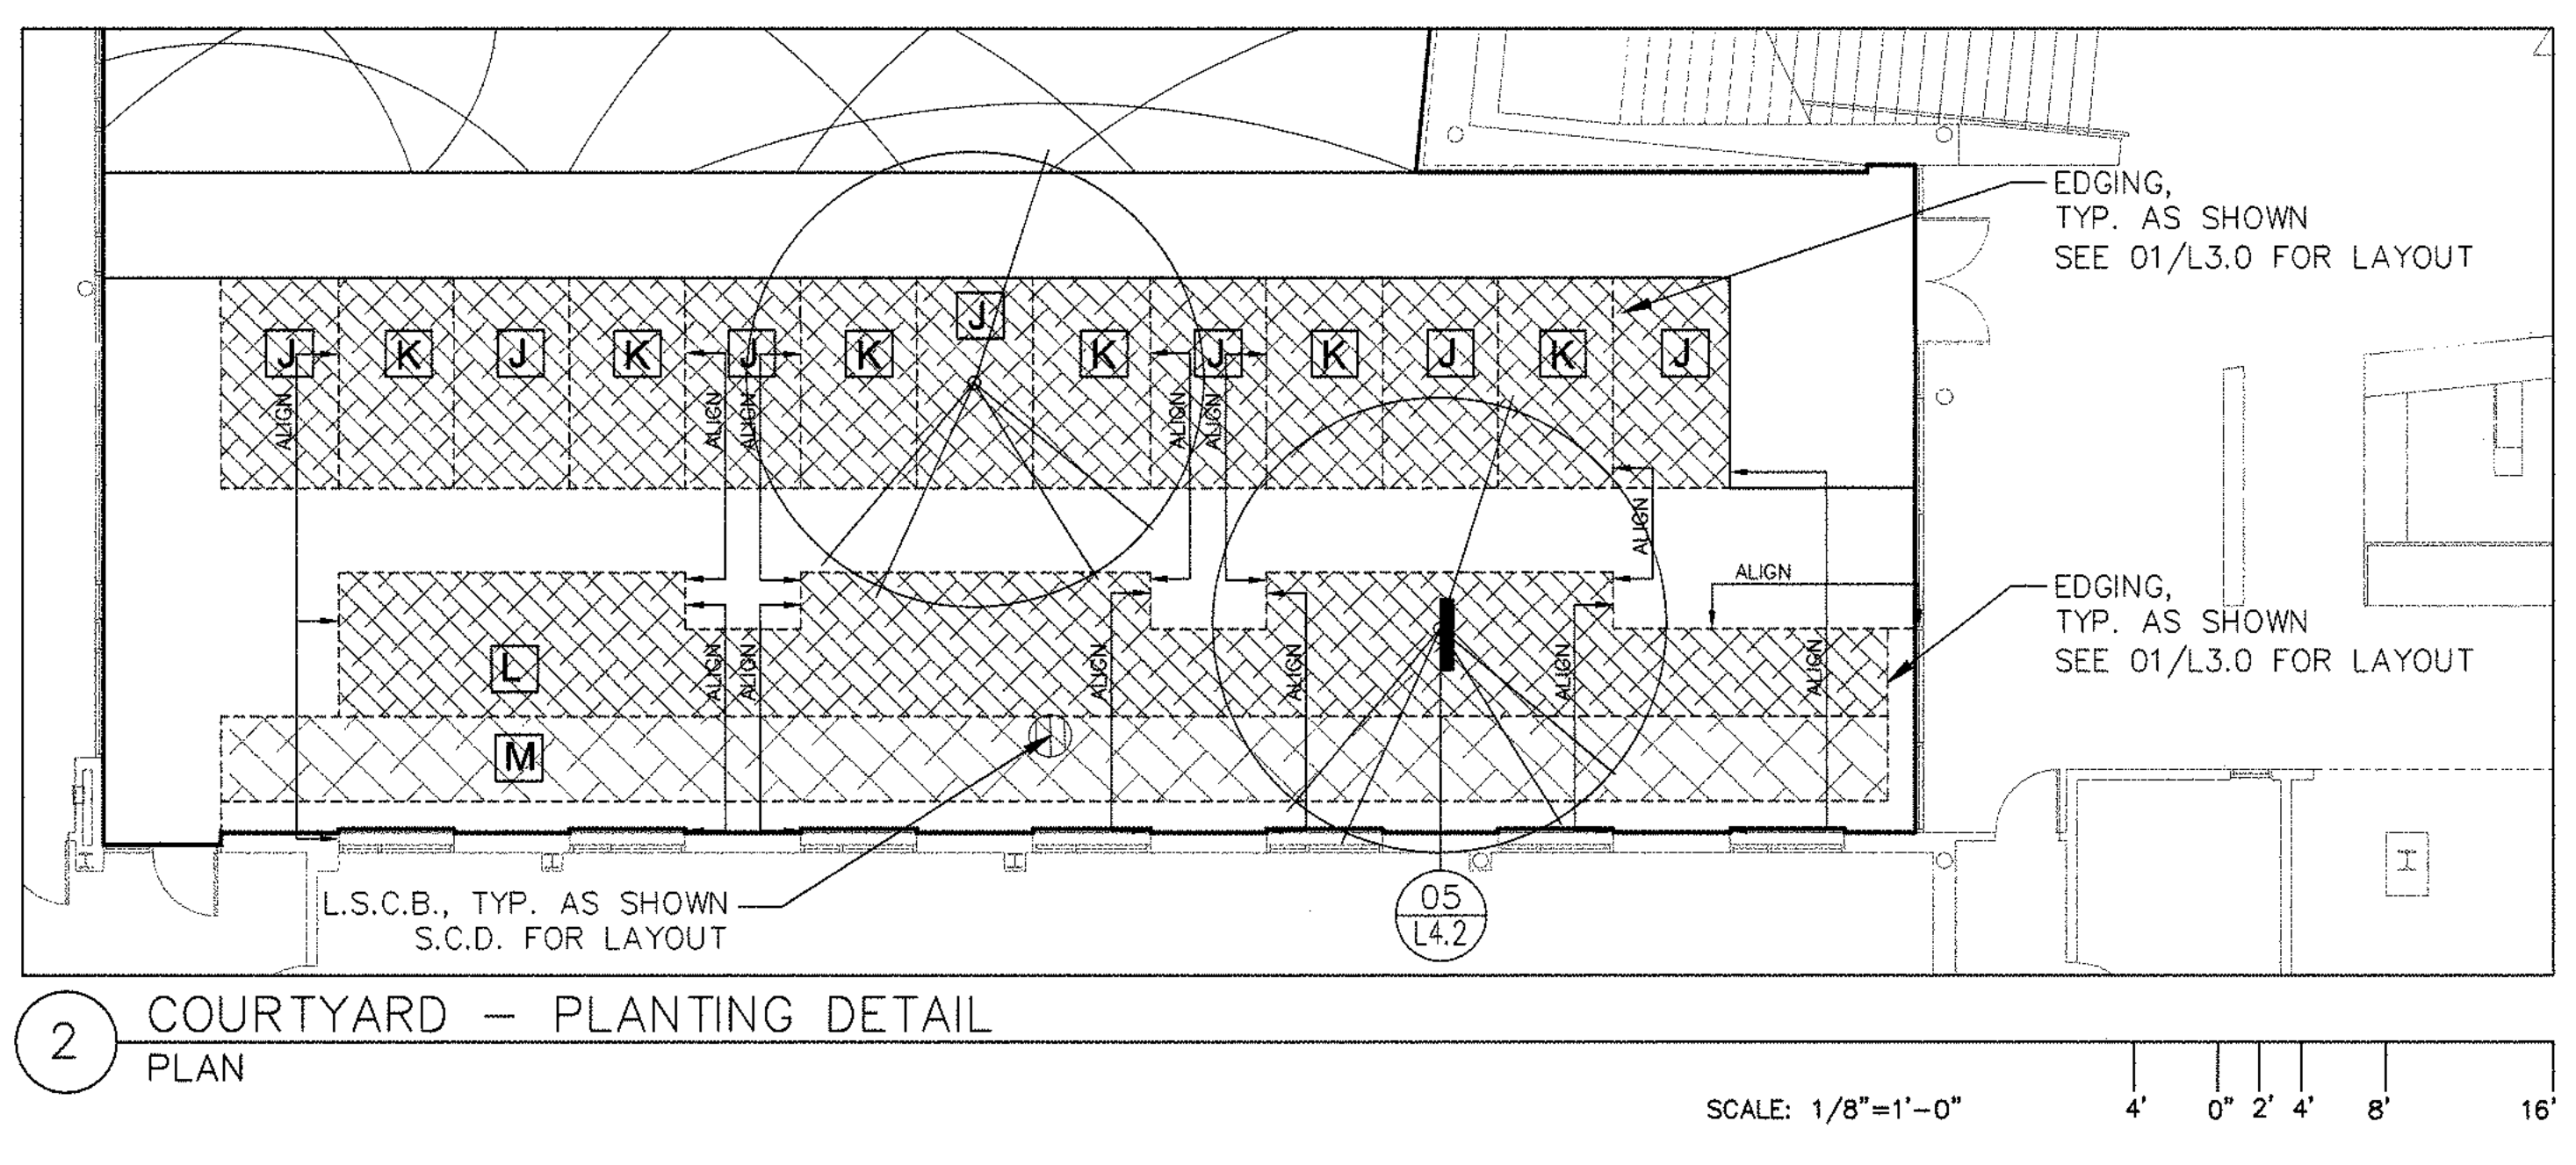 EDGING,
TYP. AS SHOWN
SEE 01/L3.0 FOR LAYOUT
J K J K J K J K J K J K J
ALIGN ALIGN ALIGN ALIGN ALIGN
ALIGN
ALIGN
EDGING,
TYP. AS SHOWN
SEE 01/L3.0 FOR LAYOUT
L
ALIGN ALIGN ALIGN ALIGN ALIGN ALIGN
M
L.S.C.B., TYP. AS SHOWN
S.C.D. FOR LAYOUT
05
L4.2
2
COURTYARD – PLANTING DETAIL
PLAN
SCALE: 1/8"=1'-0"
4' 0" 2' 4' 8' 16'